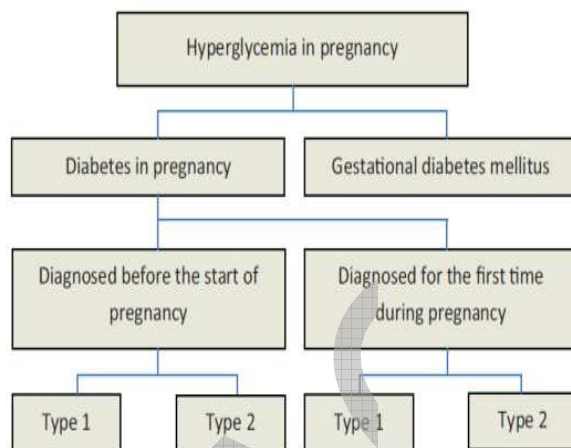 Hyperglycemia in pregnancy
Diabetes in pregnancy
Gestational diabetes mellitus
Diagnosed before the start of
pregnancy
Diagnosed for the first time
during pregnancy
Type 1
Type 2
Type 1
Type 2